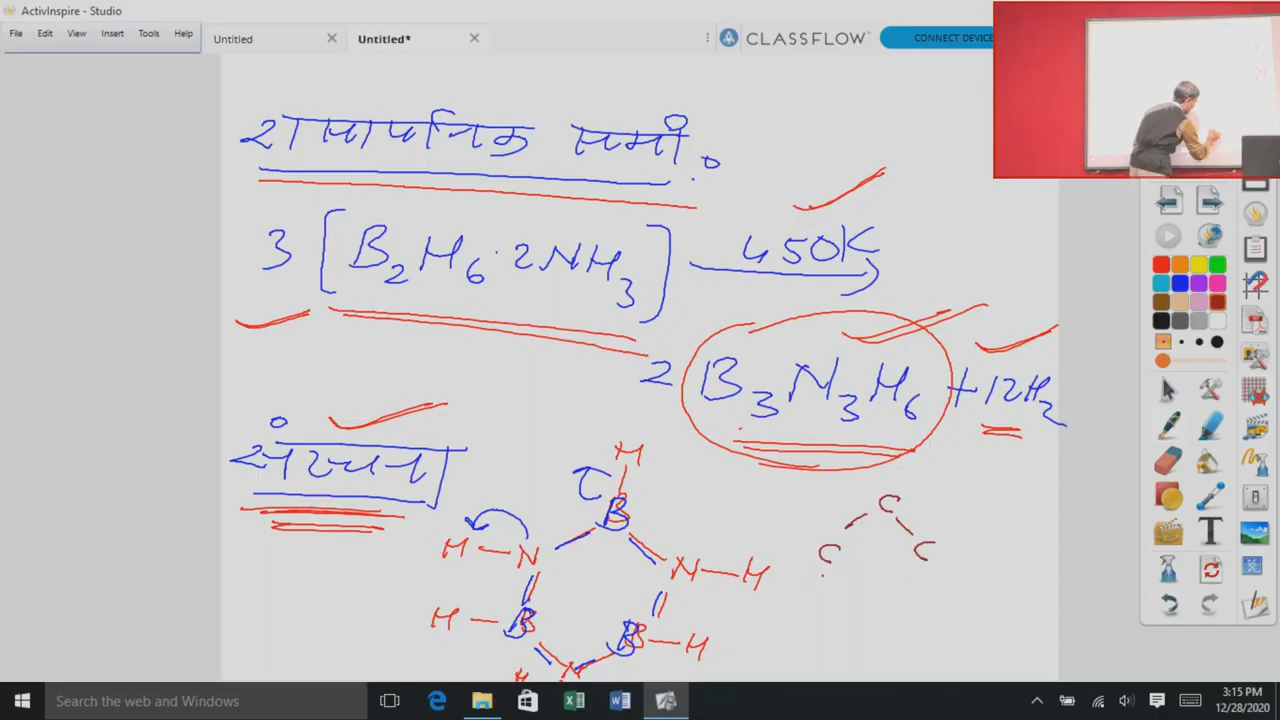 ActivInspire - Studio
File Edit View Insert Tools Help
Untitled
Untitled*
CLASSFLOW
CONNECT DEVICE
रासायनिक समी०
3 [B2H6·2NH3] 450K
2 B3N3H6 + 12H2
संरचना
H
B
C
H N
N H
C C
H B
B H
N
H
Search the web and Windows
3:15 PM
12/28/2020